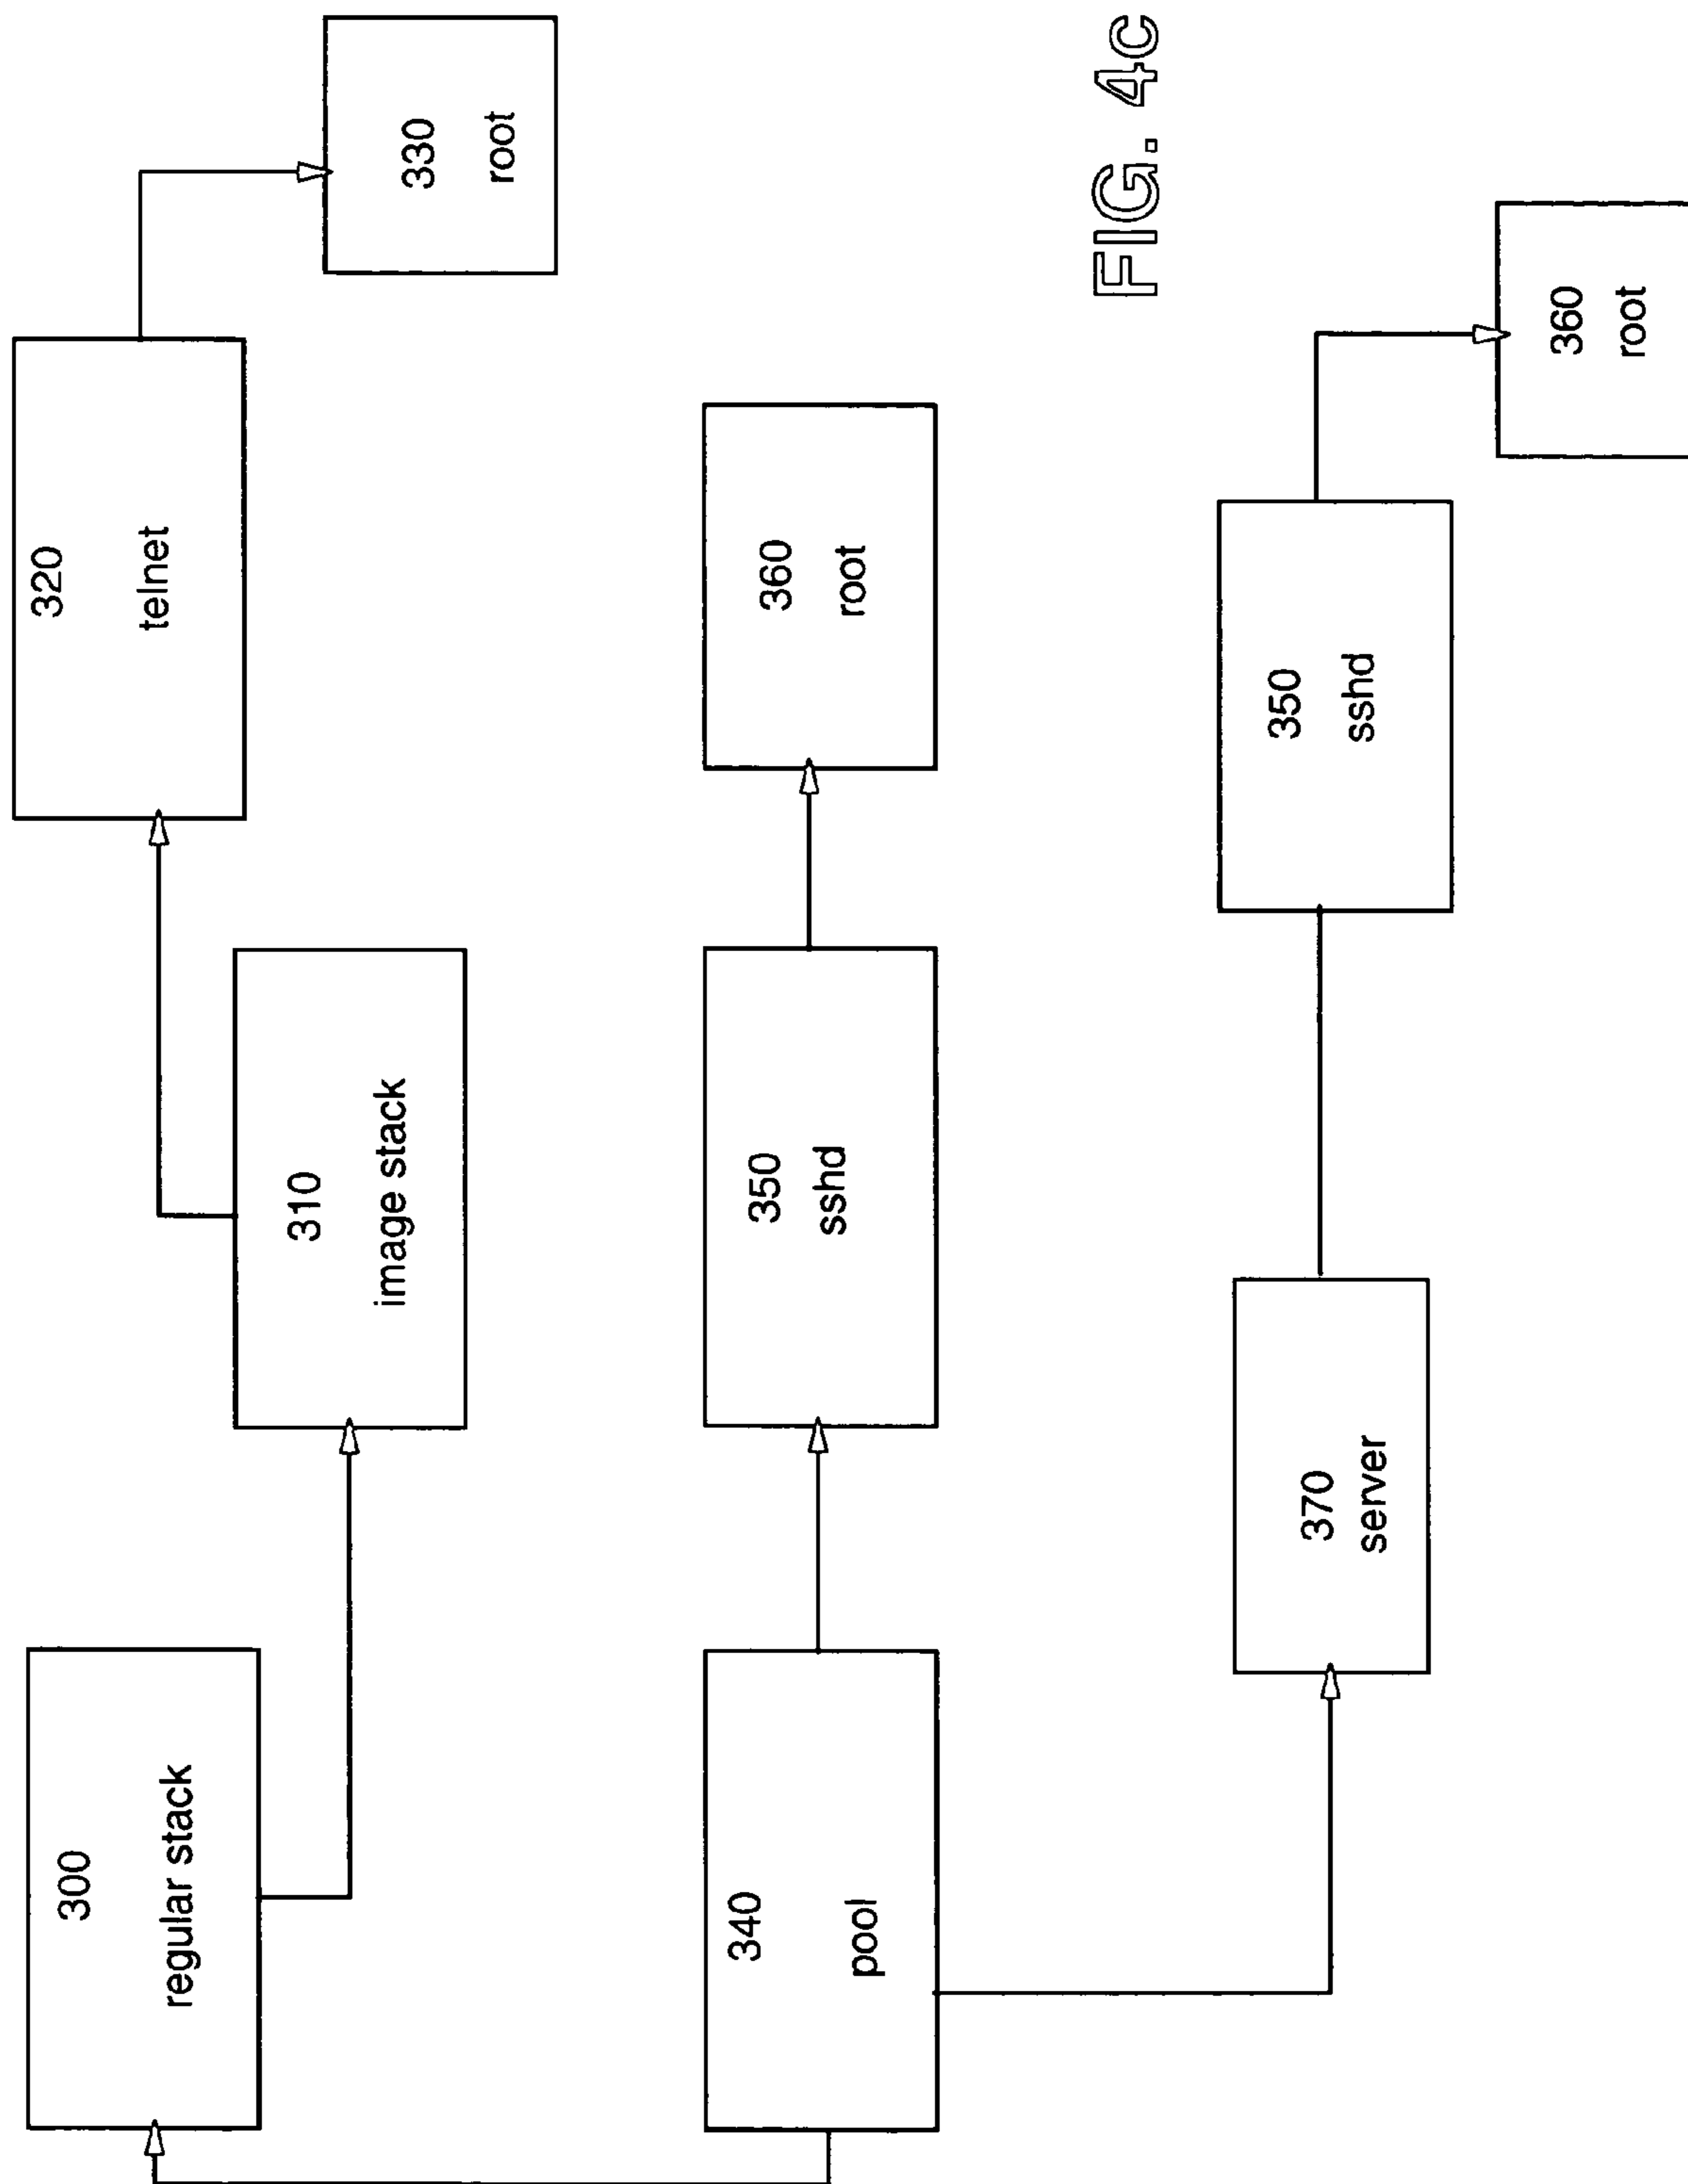 300
regular stack
310
image stack
320
telnet
330
root
340
pool
350
sshd
360
root
370
server
350
sshd
360
root
FIG. 4c